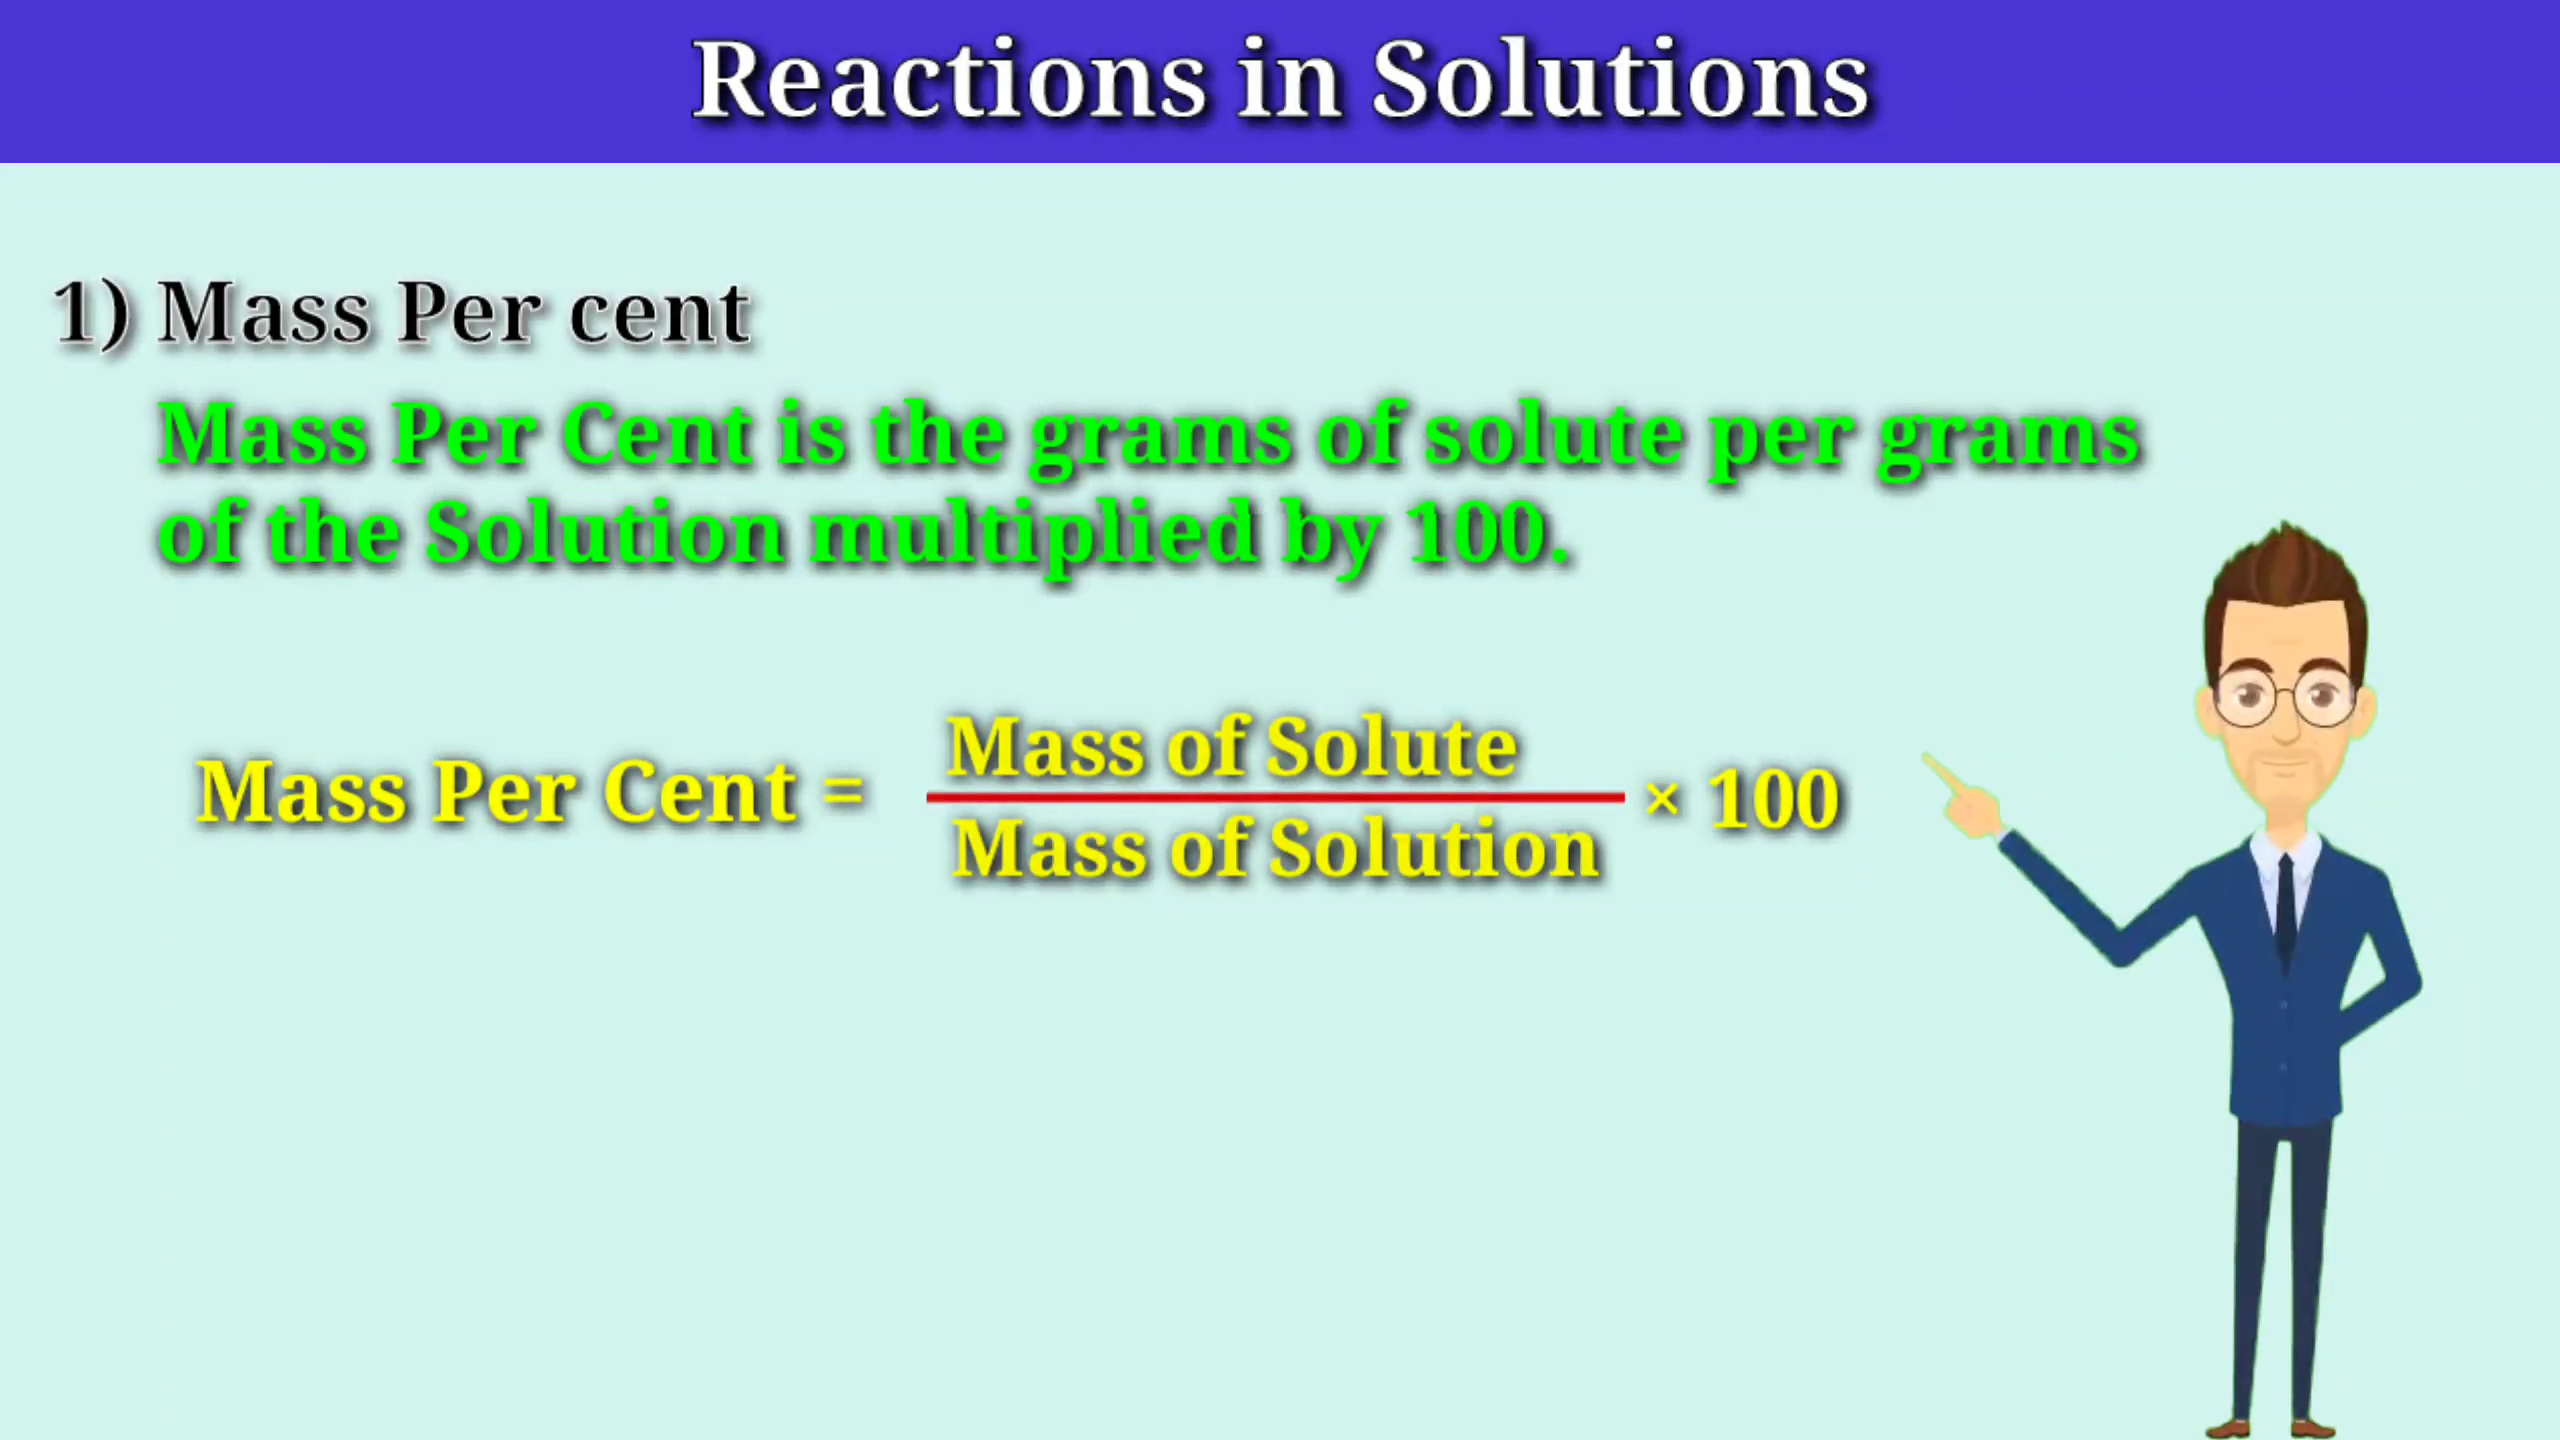 Reactions in Solutions
1) Mass Per cent
Mass Per Cent is the grams of solute per grams
of the Solution multiplied by 100.
Mass Per Cent = Mass of Solute
Mass of Solution
× 100